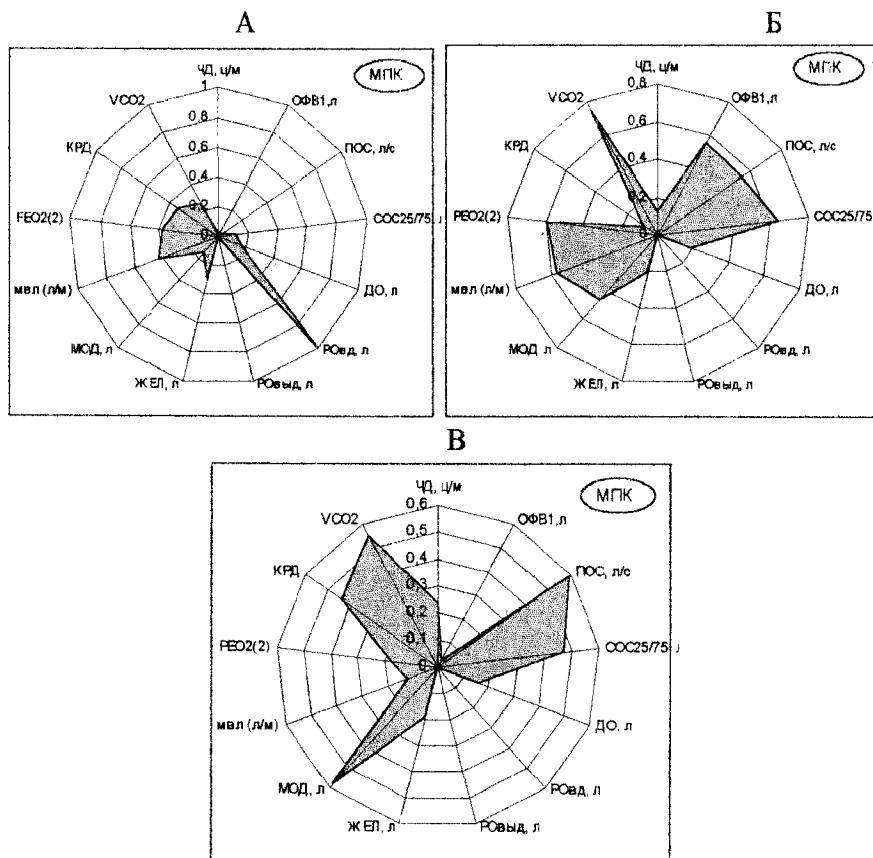 А
МПК
ЧД, ц/м
1
0,8
0,6
0,4
0,2
0
ОФВ1,л
ПОС, л/с
СОС25/75
ДО, л
РОвд, л
РОвыд, л
ЖЕЛ, л
МОД, л
мвл (л/м)
FEO2(2)
КРД
VCO2
Б
МПК
ЧД, ц/м
0,8
0,6
0,4
0
ОФВ1,л
ПОС, л/с
СОС25/75
ДО, л
РОвд, л
РОвыд, л
ЖЕЛ, л
МОД, л
мвл (л/м)
PEO2(2)
КРД
VCO2
В
МПК
ЧД, ц/м
0,6
0,5
0,4
0,3
0,2
0,1
0
ОФВ1,л
ПОС, л/с
СОС25/75
ДО, л
РОвд, л
РОвыд, л
ЖЕЛ, л
МОД, л
мвл (л/м)
PEO2(2)
КРД
VCO2